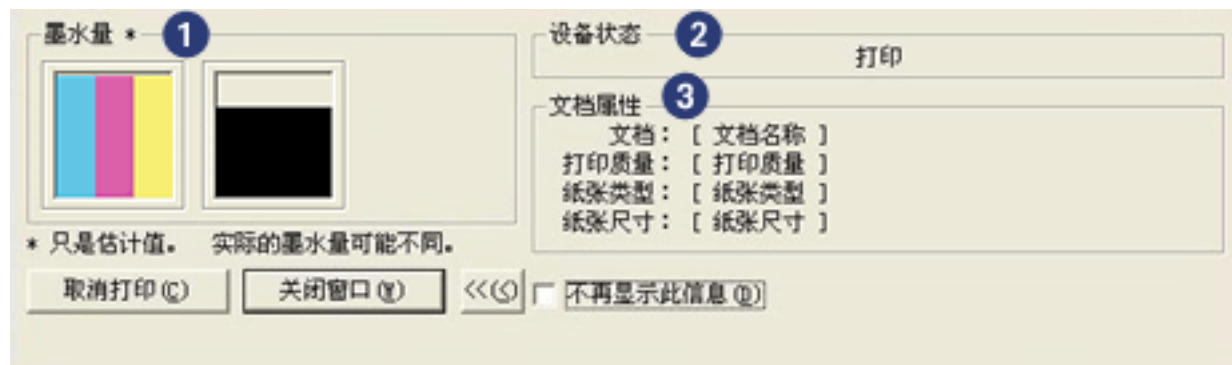 墨水量 * 1
设备状态 2
打印
文档属性 3
文档： [ 文档名称 ]
打印质量： [ 打印质量 ]
纸张类型： [ 纸张类型 ]
纸张尺寸： [ 纸张尺寸 ]
* 只是估计值。 实际的墨水量可能不同。
取消打印(C) 关闭窗口(W) <<(S) 不再显示此信息(D)